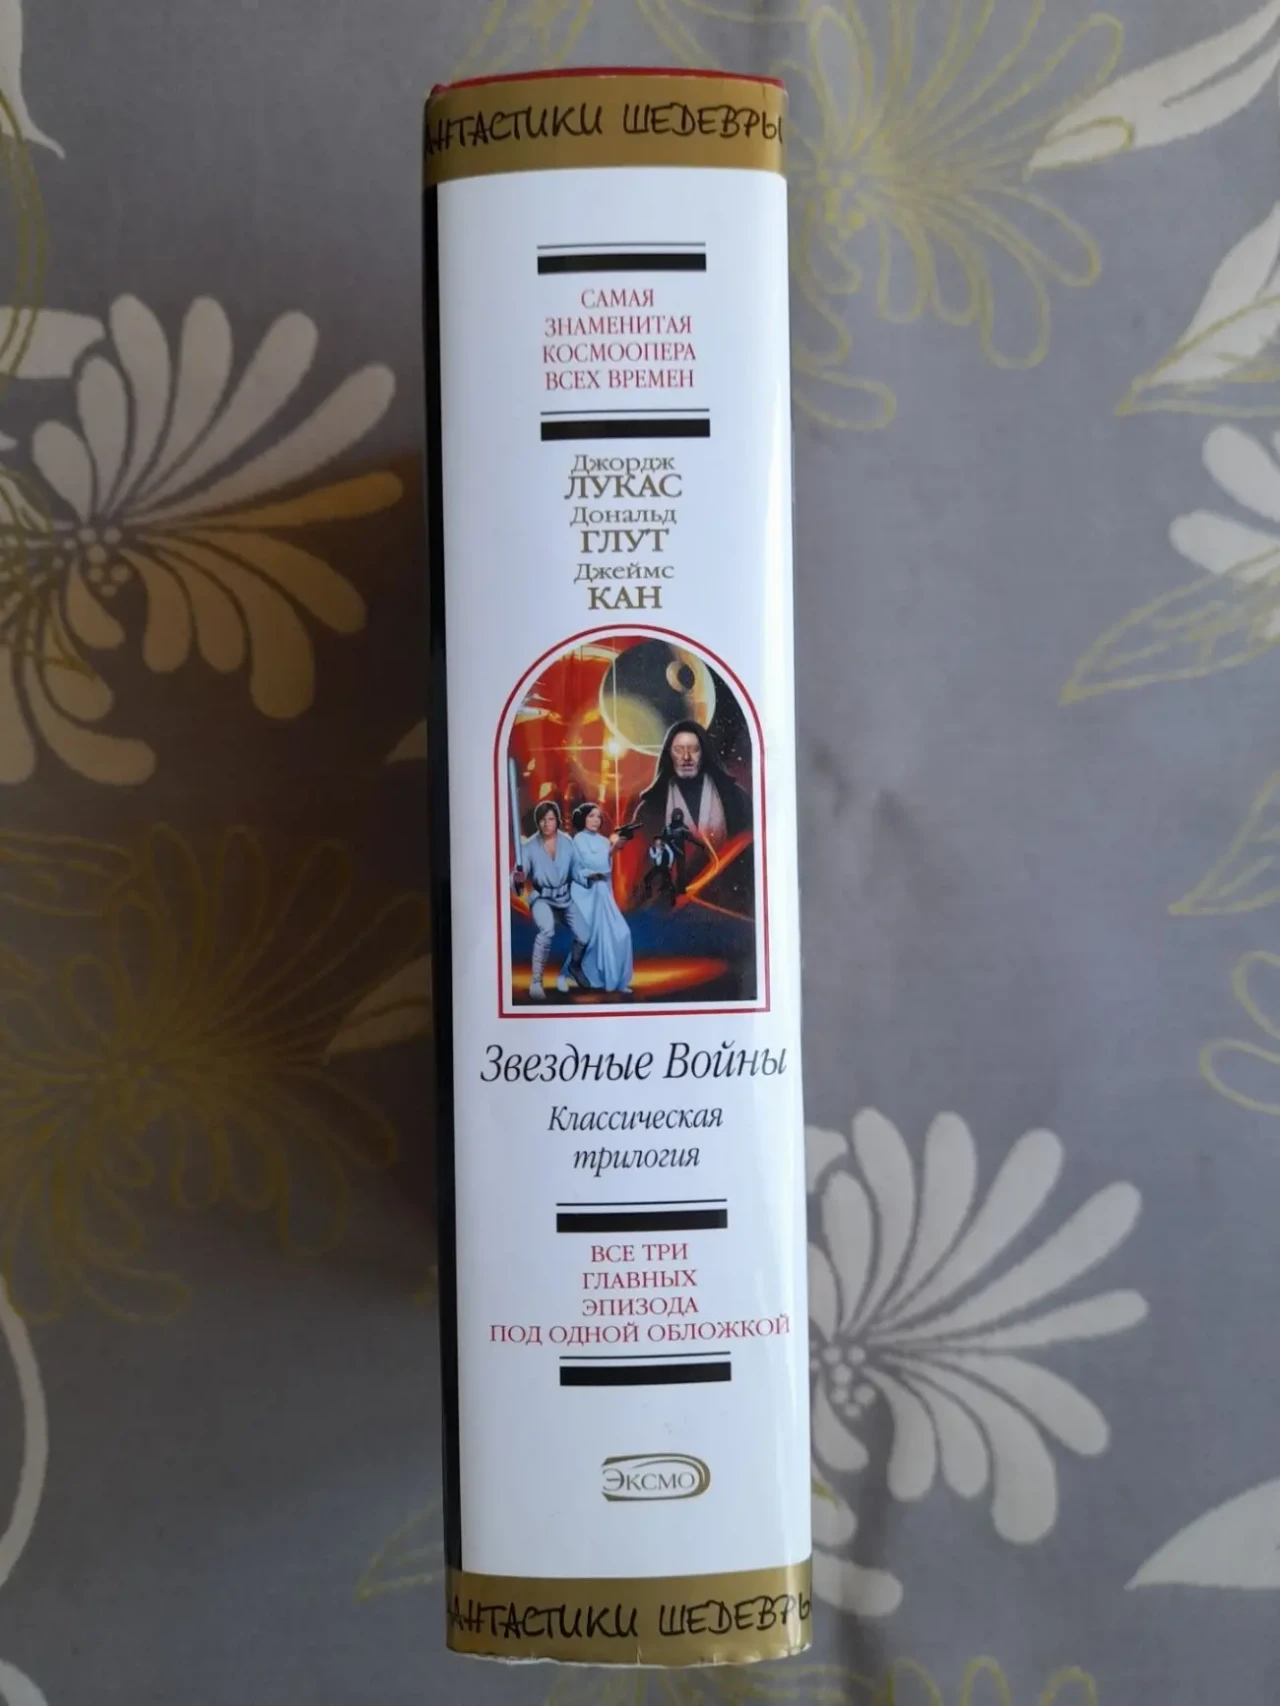 АНТАСТИКИ ШЕДЕВРЫ
САМАЯ
ЗНАМЕНИТАЯ
КОСМООПЕРА
ВСЕХ ВРЕМЕН
Джордж
ЛУКАС
Дональд
ГЛУТ
Джеймс
КАН
Звездные Войны
Классическая
трилогия
ВСЕ ТРИ
ГЛАВНЫХ
ЭПИЗОДА
ПОД ОДНОЙ ОБЛОЖКОЙ
ЭКСМО
АНТАСТИКИ ШЕДЕВРЫ